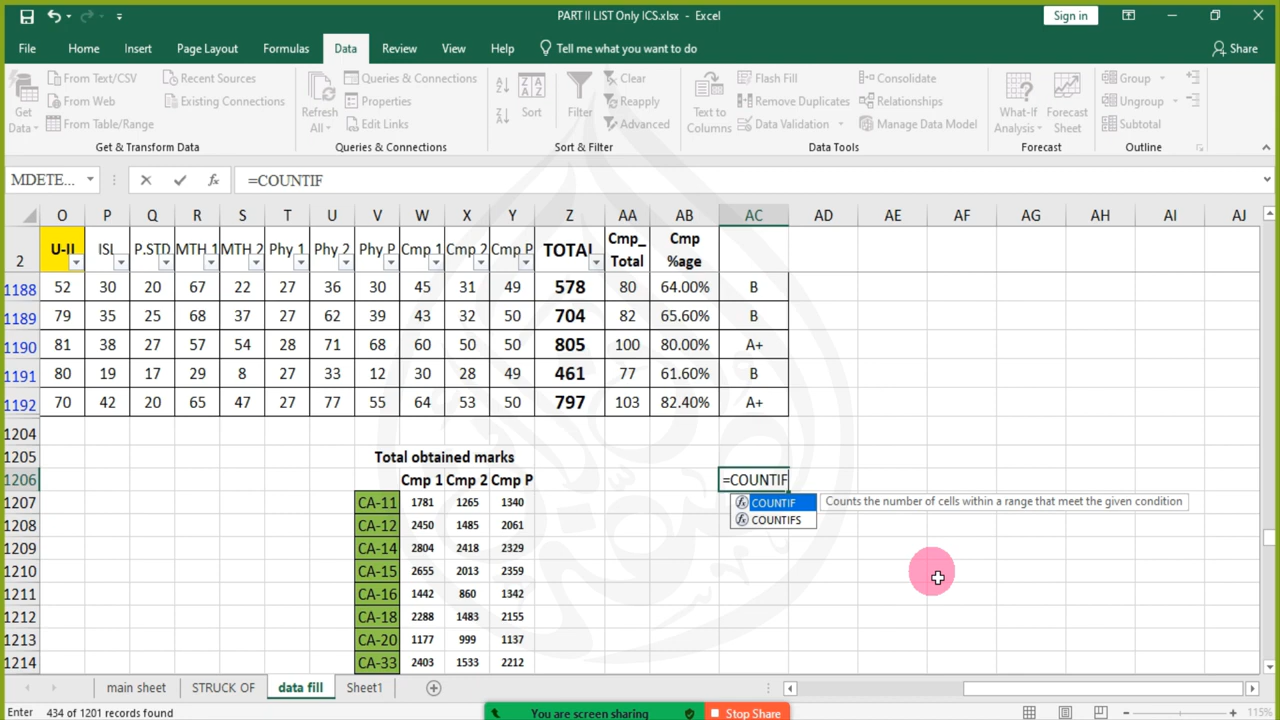 PART II LIST Only ICS.xlsx - Excel
Sign in
File Home Insert Page Layout Formulas Data Review View Help Tell me what you want to do Share
Get Data
From Text/CSV
From Web
From Table/Range
Recent Sources
Existing Connections
Get & Transform Data
Refresh All
Queries & Connections
Properties
Edit Links
Queries & Connections
Sort
Filter
Clear
Reapply
Advanced
Sort & Filter
Text to Columns
Flash Fill
Remove Duplicates
Data Validation
Consolidate
Relationships
Manage Data Model
Data Tools
What-If Analysis
Forecast Sheet
Forecast
Group
Ungroup
Subtotal
Outline
MDETE... fx =COUNTIF
O P Q R S T U V W X Y Z AA AB AC AD AE AF AG AH AI AJ
2 U-II ISL P.STD MTH 1 MTH 2 Phy 1 Phy 2 Phy P Cmp 1 Cmp 2 Cmp P TOTAL Cmp_ Total Cmp %age
1188 52 30 20 67 22 27 36 30 45 31 49 578 80 64.00% B
1189 79 35 25 68 37 27 62 39 43 32 50 704 82 65.60% B
1190 81 38 27 57 54 28 71 68 60 50 50 805 100 80.00% A+
1191 80 19 17 29 8 27 33 12 30 28 49 461 77 61.60% B
1192 70 42 20 65 47 27 77 55 64 53 50 797 103 82.40% A+
1204
1205 Total obtained marks
1206 Cmp 1 Cmp 2 Cmp P =COUNTIF
1207 CA-11 1781 1265 1340
COUNTIF Counts the number of cells within a range that meet the given condition
COUNTIFS
1208 CA-12 2450 1485 2061
1209 CA-14 2804 2418 2329
1210 CA-15 2655 2013 2359
1211 CA-16 1442 860 1342
1212 CA-18 2288 1483 2155
1213 CA-20 1177 999 1137
1214 CA-33 2403 1533 2212
main sheet STRUCK OF data fill Sheet1
Enter 434 of 1201 records found
You are screen sharing Stop Share
115%